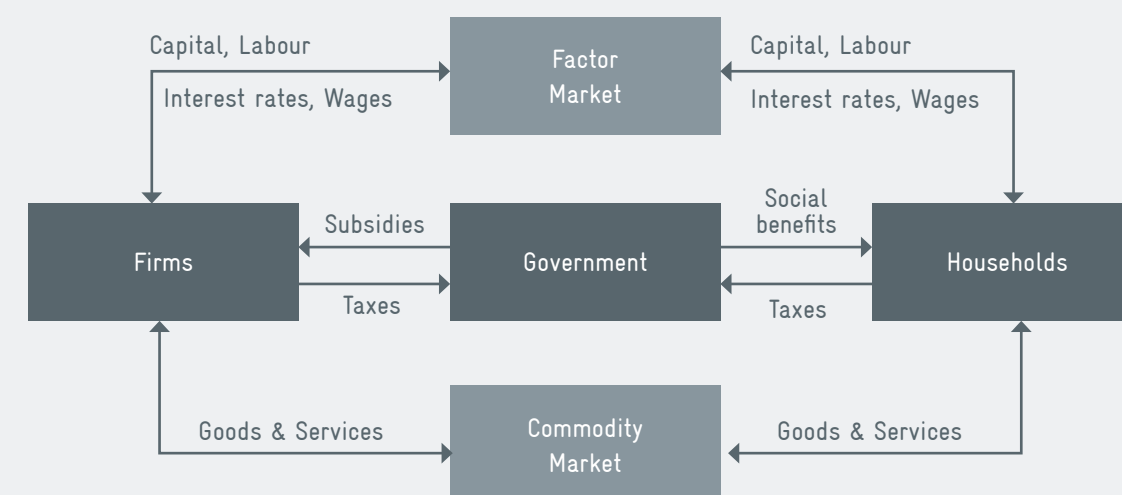 Capital, Labour
Factor
Market
Capital, Labour
Interest rates, Wages
Interest rates, Wages
Social
benefits
Subsidies
Firms
Government
Households
Taxes
Taxes
Goods & Services
Commodity
Market
Goods & Services